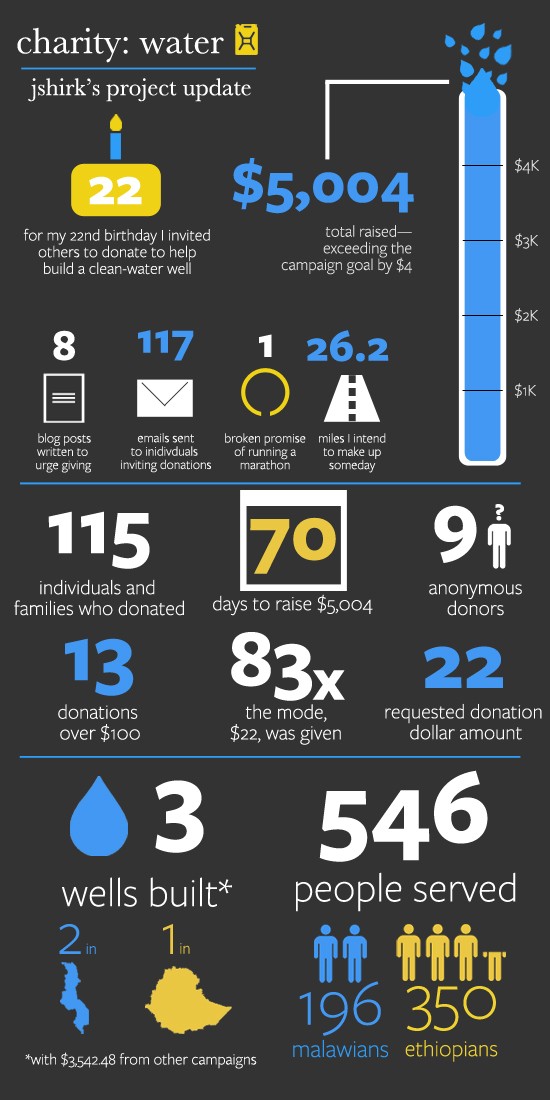 charity: water
jshirk's project update
22
for my 22nd birthday I invited
others to donate to help
build a clean-water well
$5,004
total raised—
exceeding the
campaign goal by $4
$4K
$3K
$2K
$1K
8
blog posts
written to
urge giving
117
emails sent
to inidivduals
inviting donations
1
broken promise
of running a
marathon
26.2
miles I intend
to make up
someday
115
individuals and
families who donated
70
days to raise $5,004
9
?
anonymous
donors
13
donations
over $100
83x
the mode,
$22, was given
22
requested donation
dollar amount
3
wells built*
2 in
1 in
*with $3,542.48 from other campaigns
546
people served
196
malawians
350
ethiopians